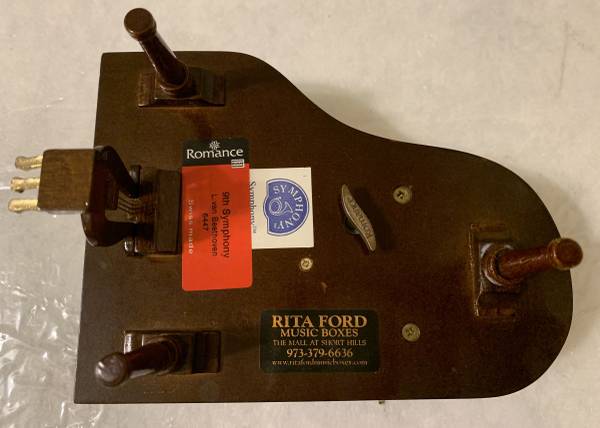 Romance
9th Symphony
L. van Beethoven
6447
Swiss made
Symphony™
SYMPHONY
RITA FORD
MUSIC BOXES
THE MALL AT SHORT HILLS
973-379-6636
www.ritafordmusicboxes.com